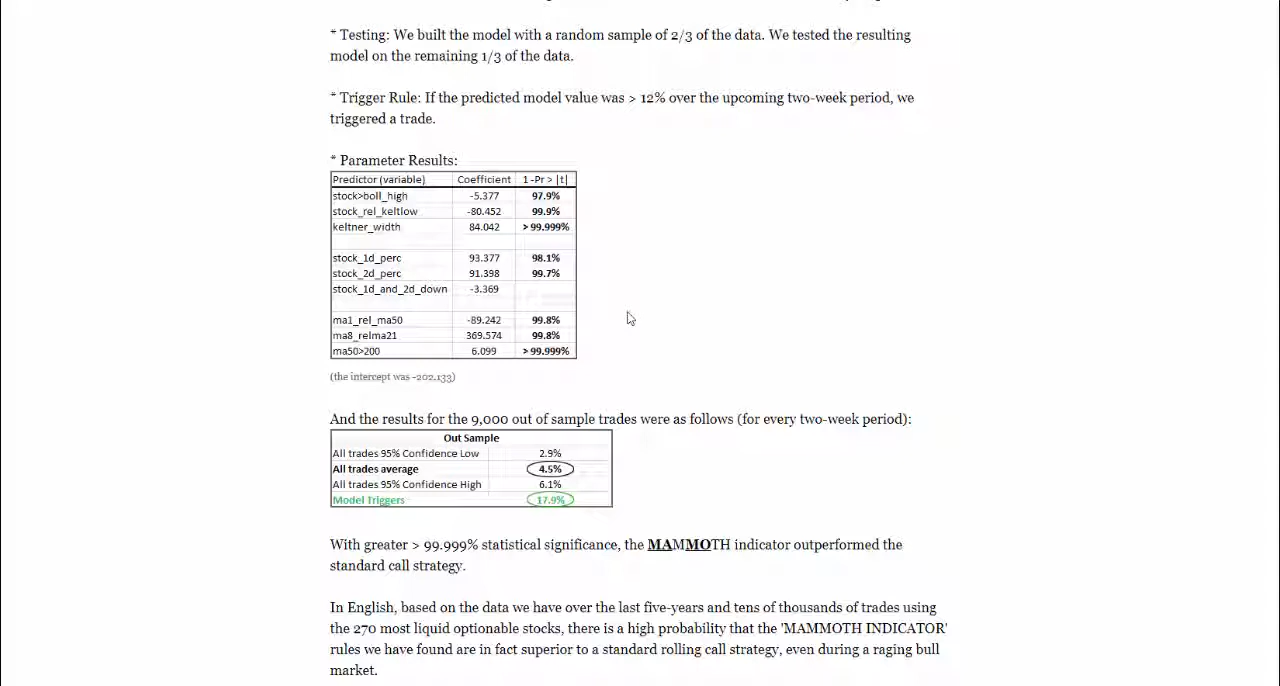 * Testing: We built the model with a random sample of 2/3 of the data. We tested the resulting
model on the remaining 1/3 of the data.
* Trigger Rule: If the predicted model value was > 12% over the upcoming two-week period, we
triggered a trade.
* Parameter Results:
Predictor (variable) Coefficient 1 -Pr > |t|
stock>boll_high -5.377 97.9%
stock_rel_keltlow -80.452 99.9%
keltner_width 84.042 > 99.999%
stock_1d_perc 93.377 98.1%
stock_2d_perc 91.398 99.7%
stock_1d_and_2d_down -3.369
ma1_rel_ma50 -89.242 99.8%
ma8_relma21 369.574 99.8%
ma50>200 6.099 > 99.999%
(the intercept was -202.133)
And the results for the 9,000 out of sample trades were as follows (for every two-week period):
Out Sample
All trades 95% Confidence Low 2.9%
All trades average 4.5%
All trades 95% Confidence High 6.1%
Model Triggers 17.9%
With greater > 99.999% statistical significance, the MAMMOTH indicator outperformed the
standard call strategy.
In English, based on the data we have over the last five-years and tens of thousands of trades using
the 270 most liquid optionable stocks, there is a high probability that the 'MAMMOTH INDICATOR'
rules we have found are in fact superior to a standard rolling call strategy, even during a raging bull
market.